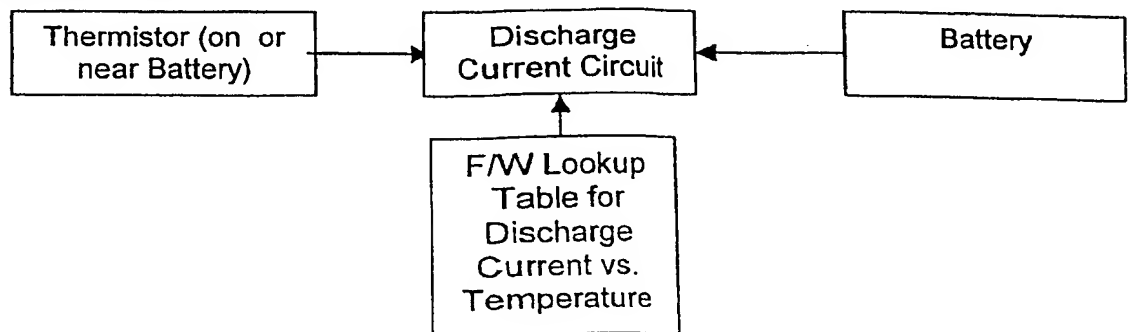 Thermistor (on or
near Battery)
Discharge
Current Circuit
Battery
F/W Lookup
Table for
Discharge
Current vs.
Temperature